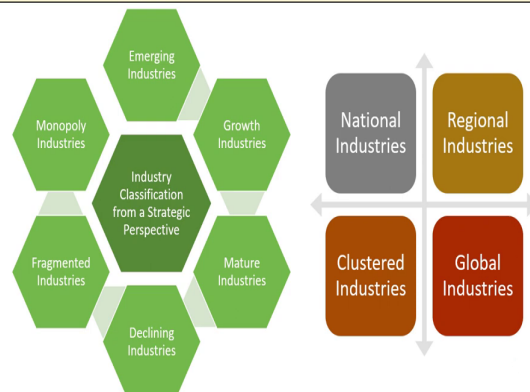 Emerging
Industries
Growth
Industries
Mature
Industries
Declining
Industries
Fragmented
Industries
Monopoly
Industries
Industry
Classification
from a Strategic
Perspective
National
Industries
Regional
Industries
Clustered
Industries
Global
Industries